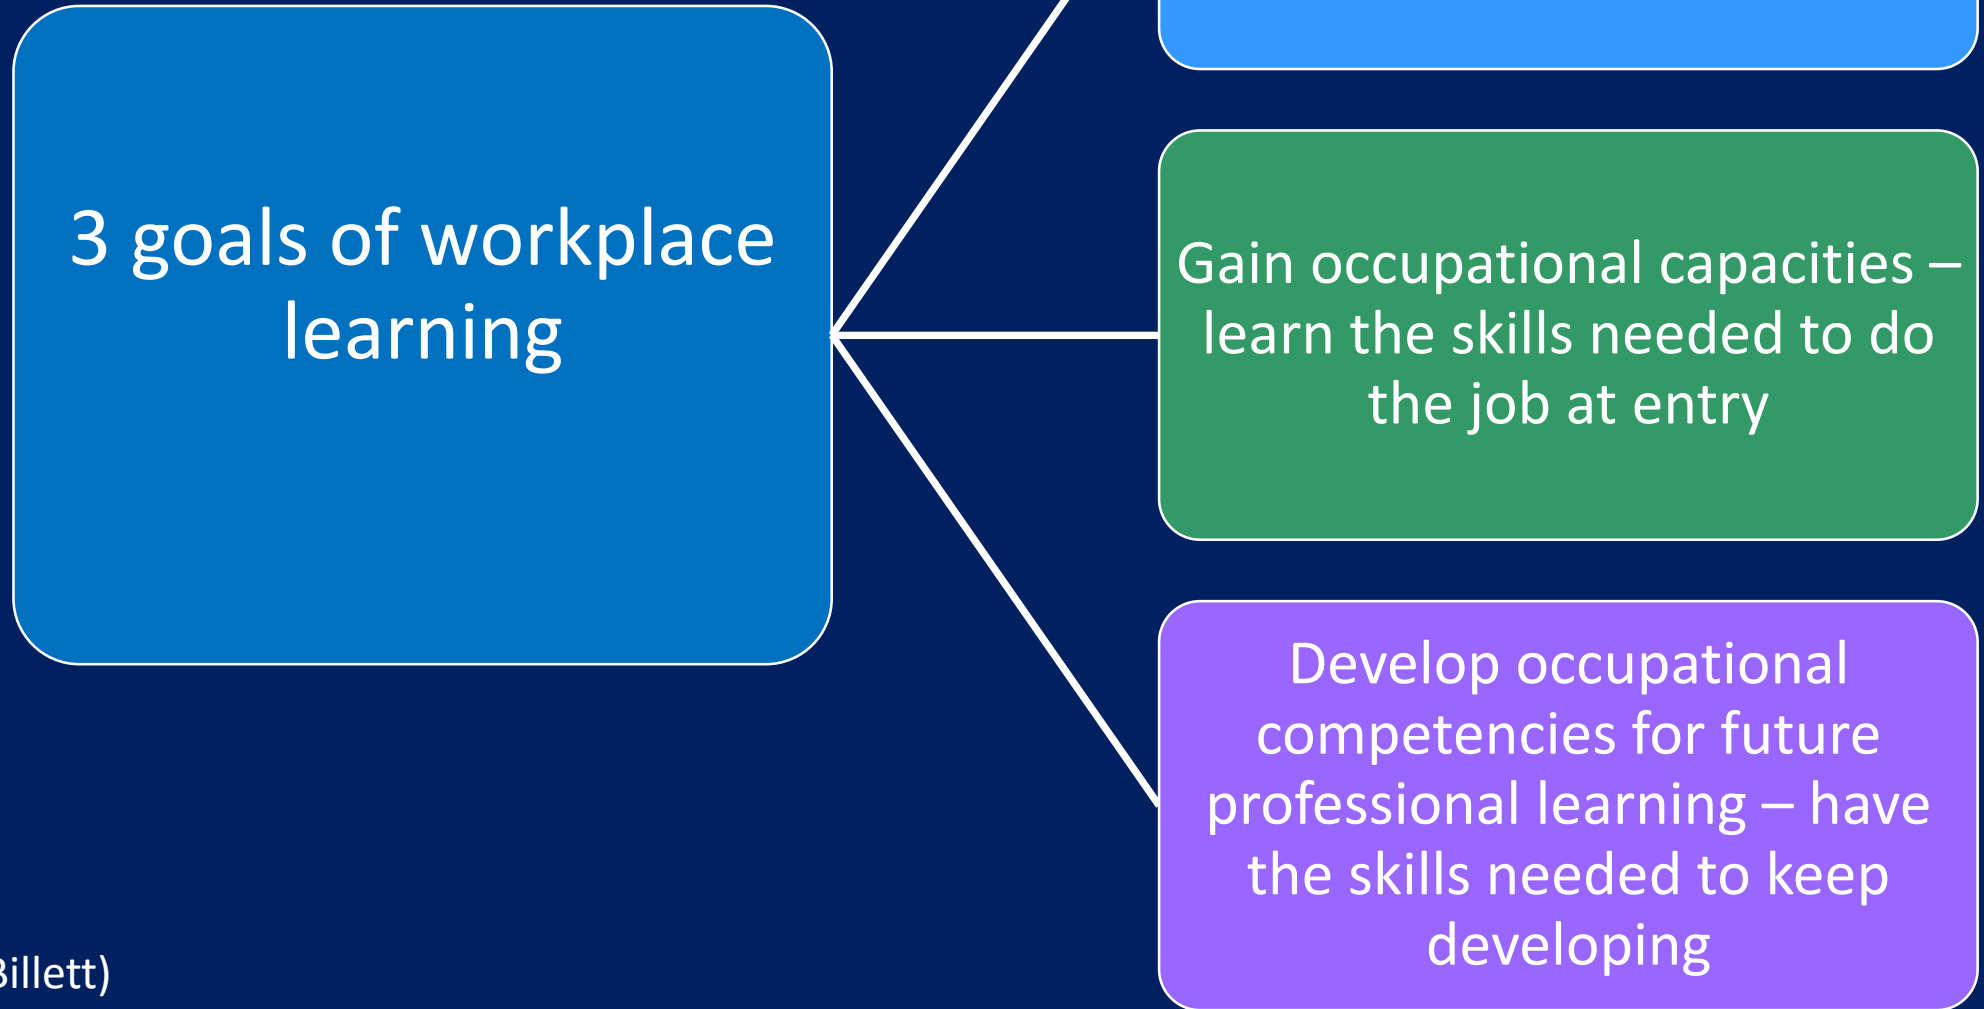 3 goals of workplace
learning
Gain occupational capacities –
learn the skills needed to do
the job at entry
Develop occupational
competencies for future
professional learning – have
the skills needed to keep
developing
Billett)